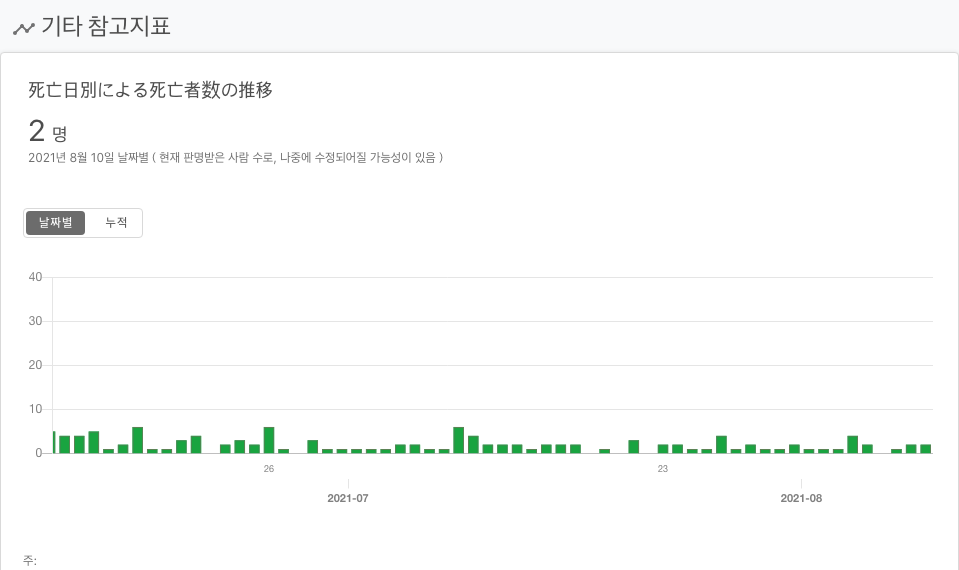 기타 참고지표
死亡日別による死亡者数の推移
2 명
2021년 8월 10일 날짜별 ( 현재 판명받은 사람 수로, 나중에 수정되어질 가능성이 있음 )
날짜별 누적
40
30
20
10
0
26 23
2021-07 2021-08
주: